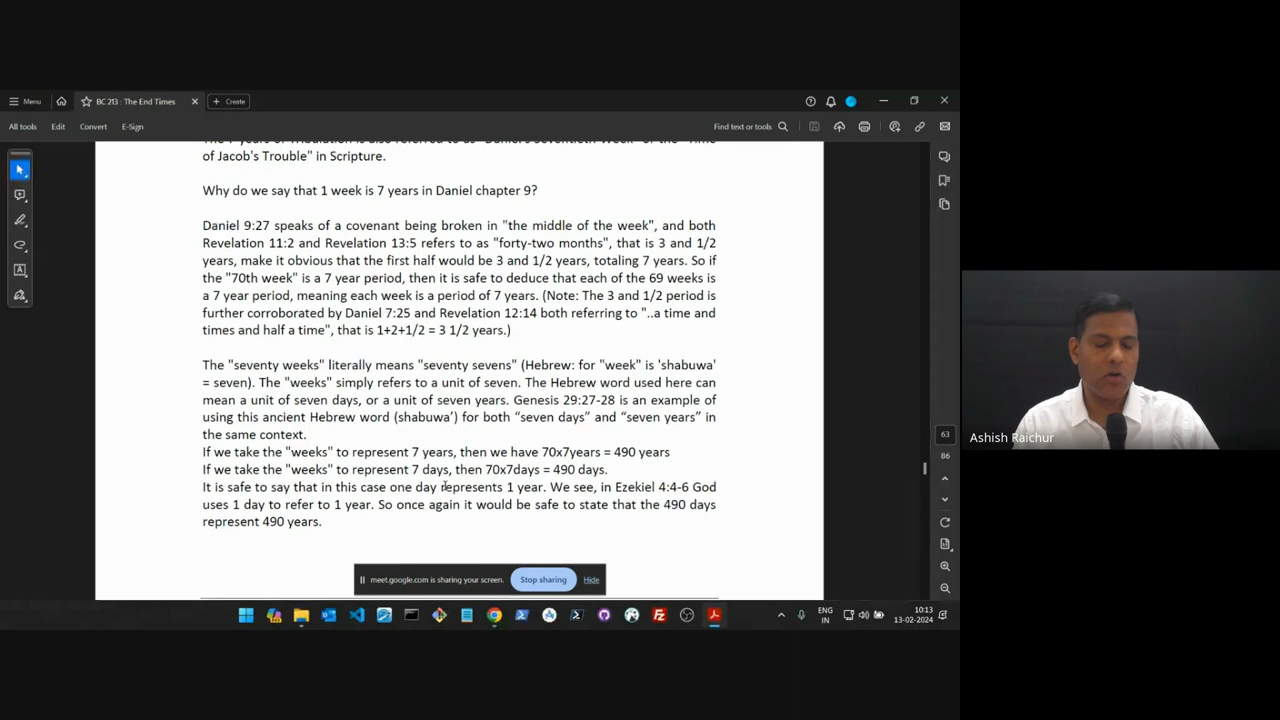 Menu
BC 213 : The End Times
Create
All tools
Edit
Convert
E-Sign
Find text or tools
of Jacob's Trouble" in Scripture.
Why do we say that 1 week is 7 years in Daniel chapter 9?
Daniel 9:27 speaks of a covenant being broken in "the middle of the week", and both
Revelation 11:2 and Revelation 13:5 refers to as "forty-two months", that is 3 and 1/2
years, make it obvious that the first half would be 3 and 1/2 years, totaling 7 years. So if
the "70th week" is a 7 year period, then it is safe to deduce that each of the 69 weeks is
a 7 year period, meaning each week is a period of 7 years. (Note: The 3 and 1/2 period is
further corroborated by Daniel 7:25 and Revelation 12:14 both referring to "..a time and
times and half a time", that is 1+2+1/2 = 3 1/2 years.)
The "seventy weeks" literally means "seventy sevens" (Hebrew: for "week" is 'shabuwa'
= seven). The "weeks" simply refers to a unit of seven. The Hebrew word used here can
mean a unit of seven days, or a unit of seven years. Genesis 29:27-28 is an example of
using this ancient Hebrew word (shabuwa’) for both “seven days” and “seven years” in
the same context.
If we take the "weeks" to represent 7 years, then we have 70x7years = 490 years
If we take the "weeks" to represent 7 days, then 70x7days = 490 days.
It is safe to say that in this case one day represents 1 year. We see, in Ezekiel 4:4-6 God
uses 1 day to refer to 1 year. So once again it would be safe to state that the 490 days
represent 490 years.
63
86
meet.google.com is sharing your screen.
Stop sharing
Hide
ENG
IN
10:13
13-02-2024
Ashish Raichur